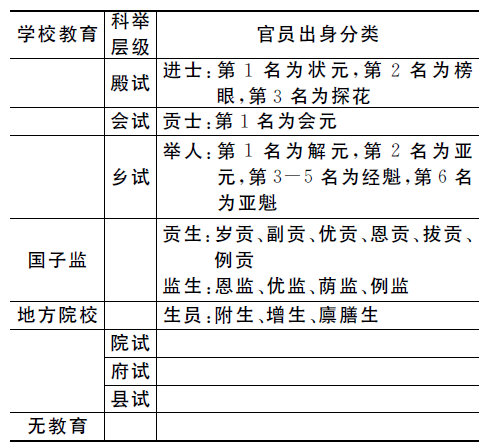 学校教育 科举层级 官员出身分类
殿试 进士:第 1 名为状元,第 2 名为榜
眼,第 3 名为探花
会试 贡士:第 1 名为会元
乡试 举人:第 1 名为解元,第 2 名为亚
元,第 3—5 名为经魁,第 6 名
为亚魁
国子监 贡生:岁贡、副贡、优贡、恩贡、拔贡、
例贡
监生:恩监、优监、荫监、例监
地方院校 生员:附生、增生、廪膳生
院试
府试
县试
无教育